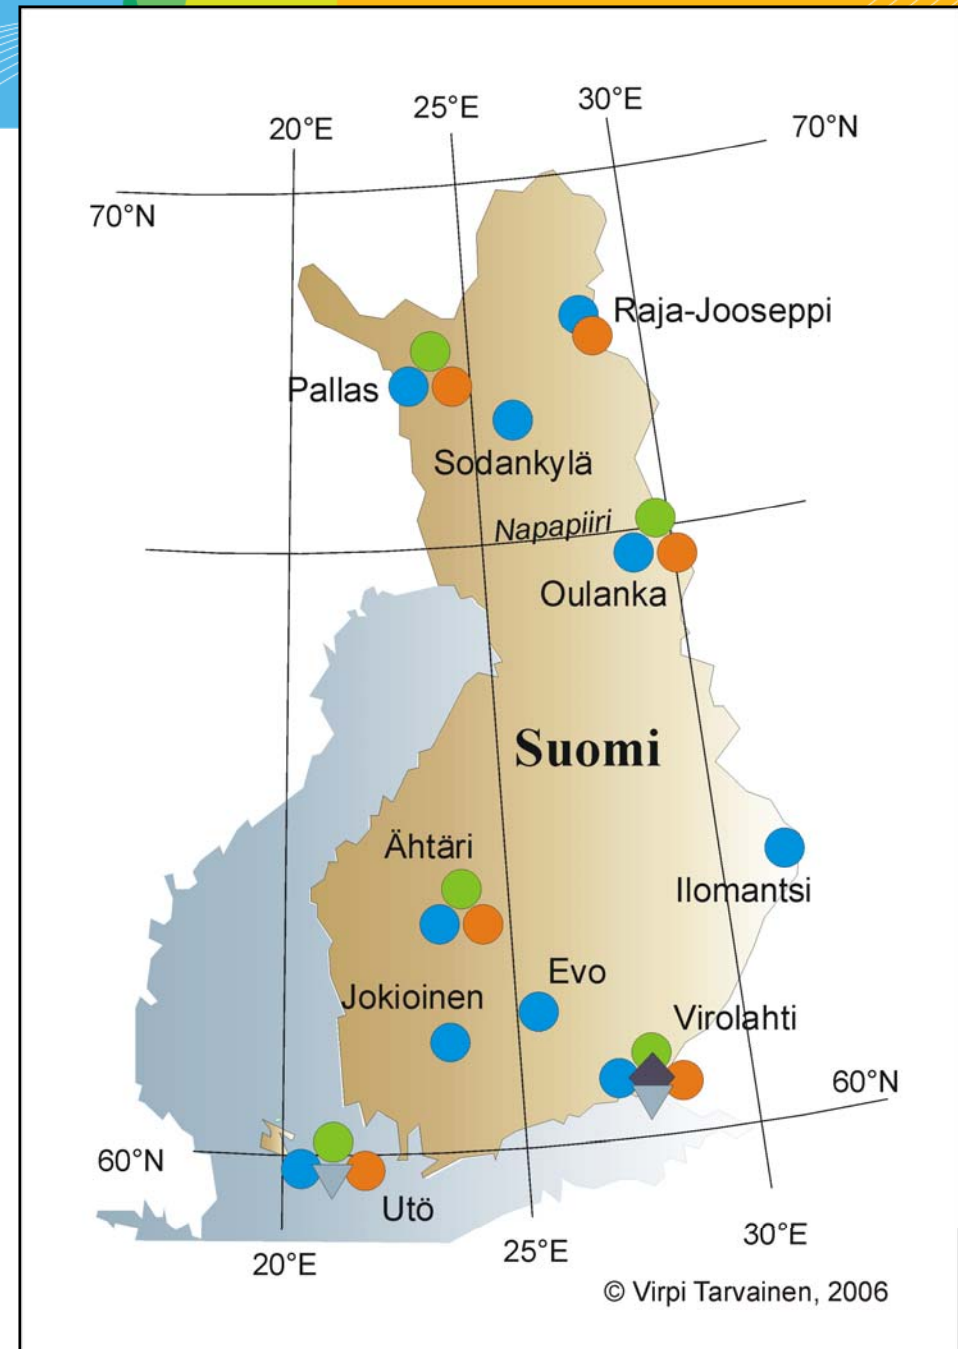 30°E
25°E
20°E
70°N
70°N
Raja-Jooseppi
Pallas
Sodankylä
Napapiiri
Oulanka
Suomi
Ähtäri
Ilomantsi
Evo
Jokioinen
Virolahti
60°N
60°N
Utö
30°E
25°E
20°E
© Virpi Tarvainen, 2006